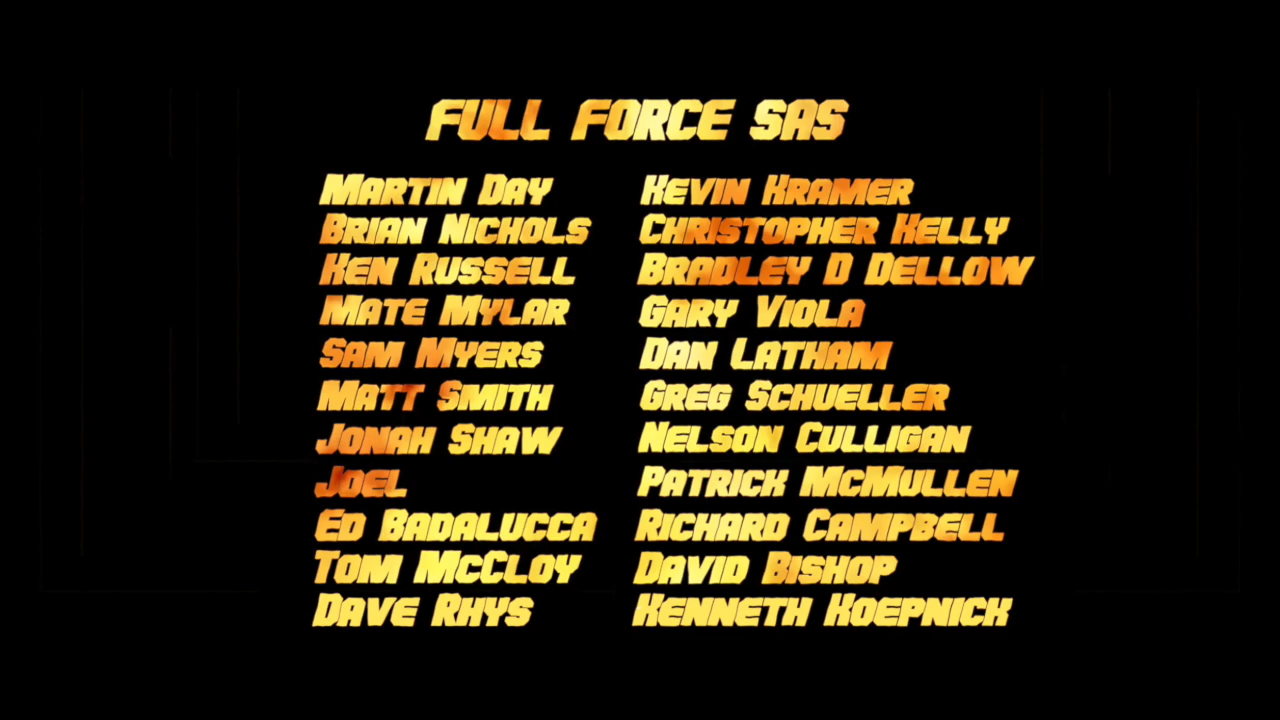 FULL FORCE SAS
MARTIN DAY
BRIAN NICHOLS
KEN RUSSELL
MATE MYLAR
SAM MYERS
MATT SMITH
JONAH SHAW
JOEL
ED BADALUCCA
TOM MCCLOY
DAVE RHYS
KEVIN KRAMER
CHRISTOPHER KELLY
BRADLEY D DELLOW
GARY VIOLA
DAN LATHAM
GREG SCHUELLER
NELSON CULLIGAN
PATRICK MCMULLEN
RICHARD CAMPBELL
DAVID BISHOP
KENNETH KOEPNICK